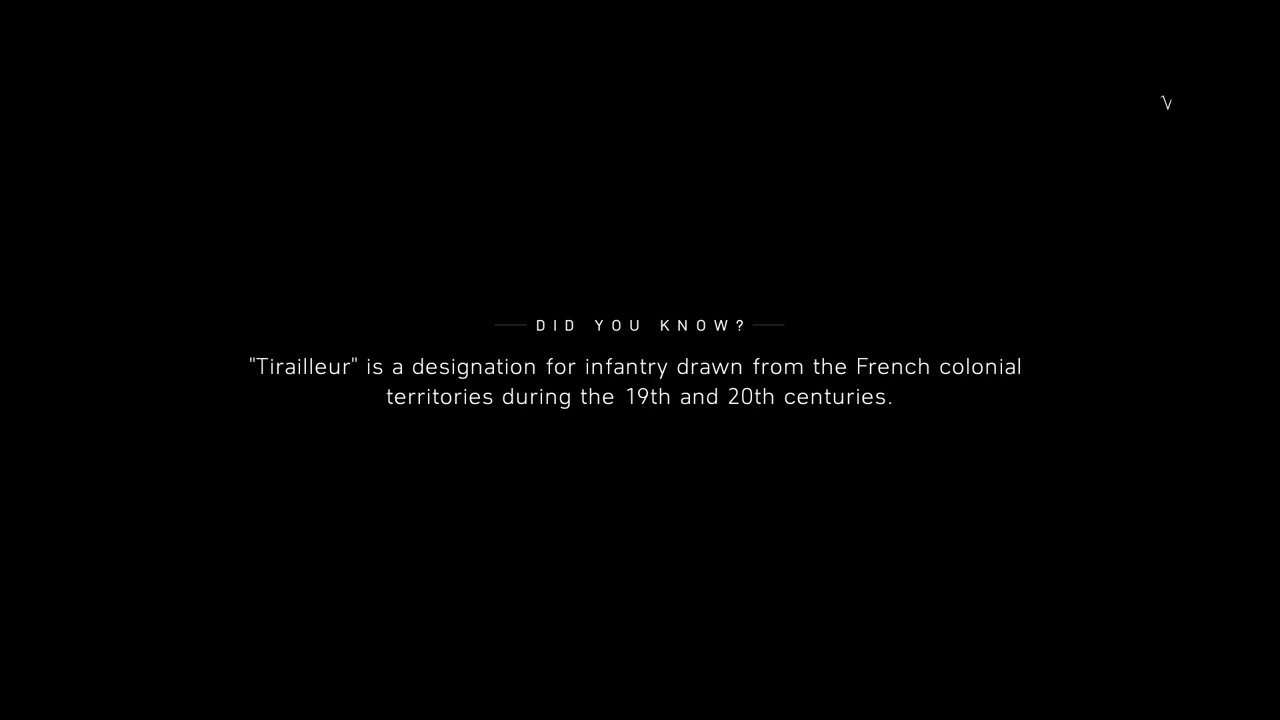 DID YOU KNOW?
"Tirailleur" is a designation for infantry drawn from the French colonial
territories during the 19th and 20th centuries.